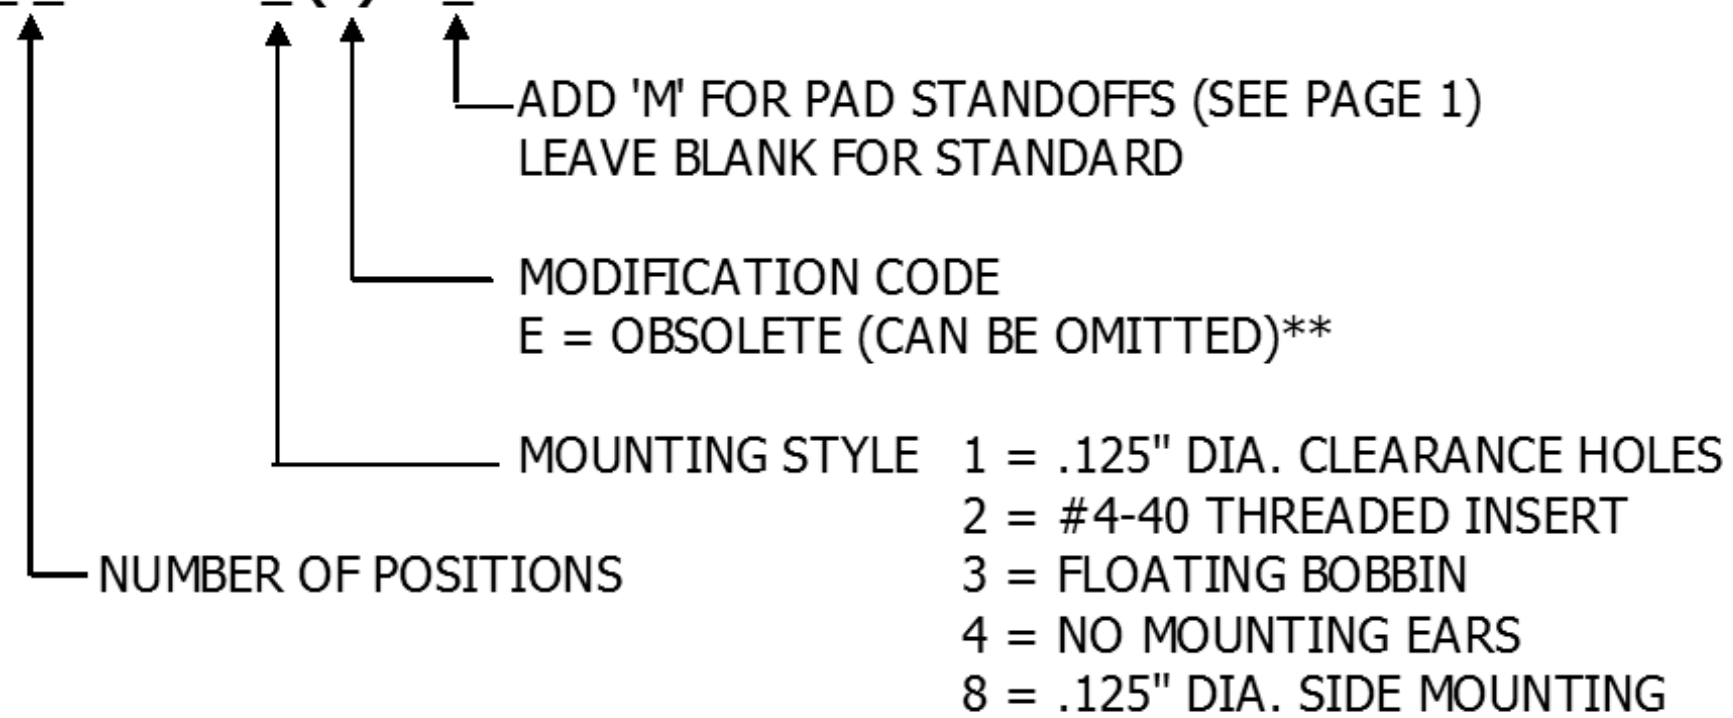 ADD 'M' FOR PAD STANDOFFS (SEE PAGE 1)
LEAVE BLANK FOR STANDARD
MODIFICATION CODE
E = OBSOLETE (CAN BE OMITTED)**
MOUNTING STYLE 1 = .125" DIA. CLEARANCE HOLES
2 = #4-40 THREADED INSERT
NUMBER OF POSITIONS 3 = FLOATING BOBBIN
4 = NO MOUNTING EARS
8 = .125" DIA. SIDE MOUNTING